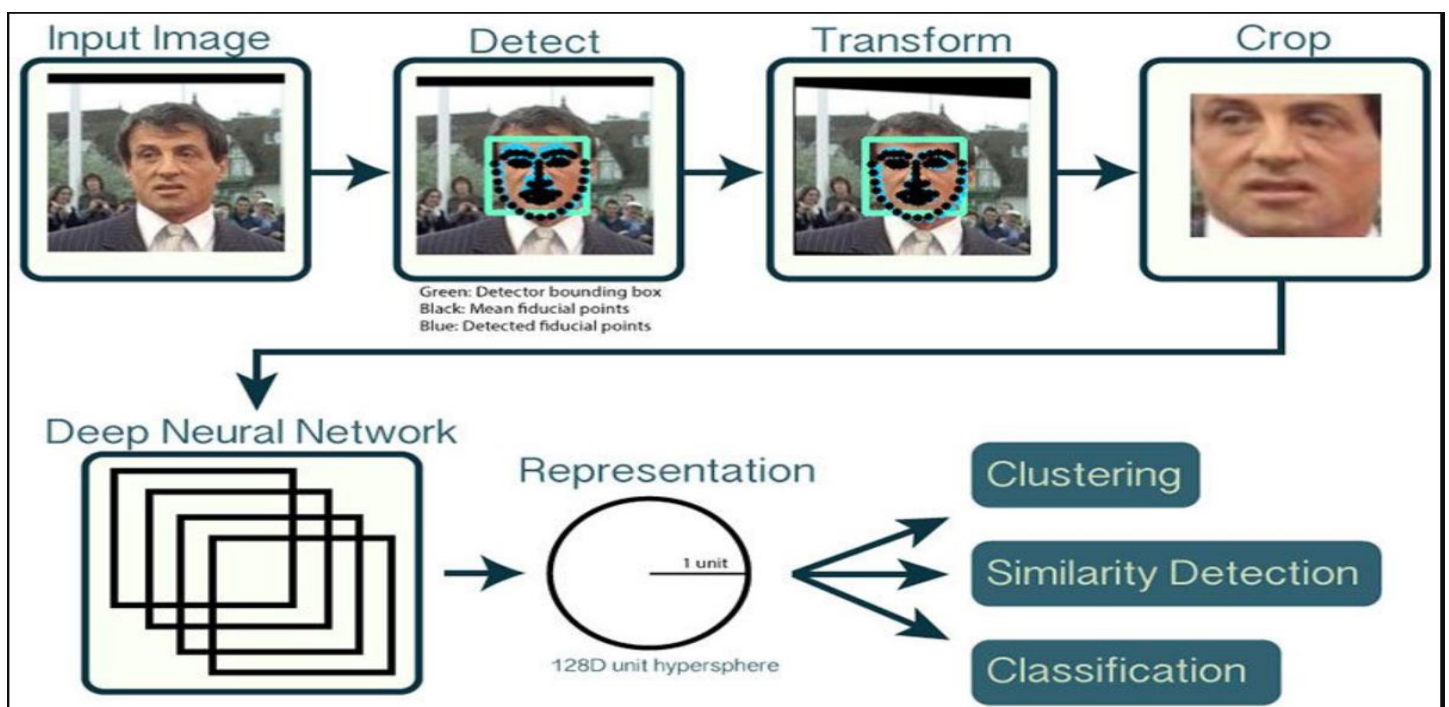 Input Image
Detect
Transform
Crop
Green: Detector bounding box
Black: Mean fiducial points
Blue: Detected fiducial points
Deep Neural Network
Representation
1 unit
128D unit hypersphere
Clustering
Similarity Detection
Classification